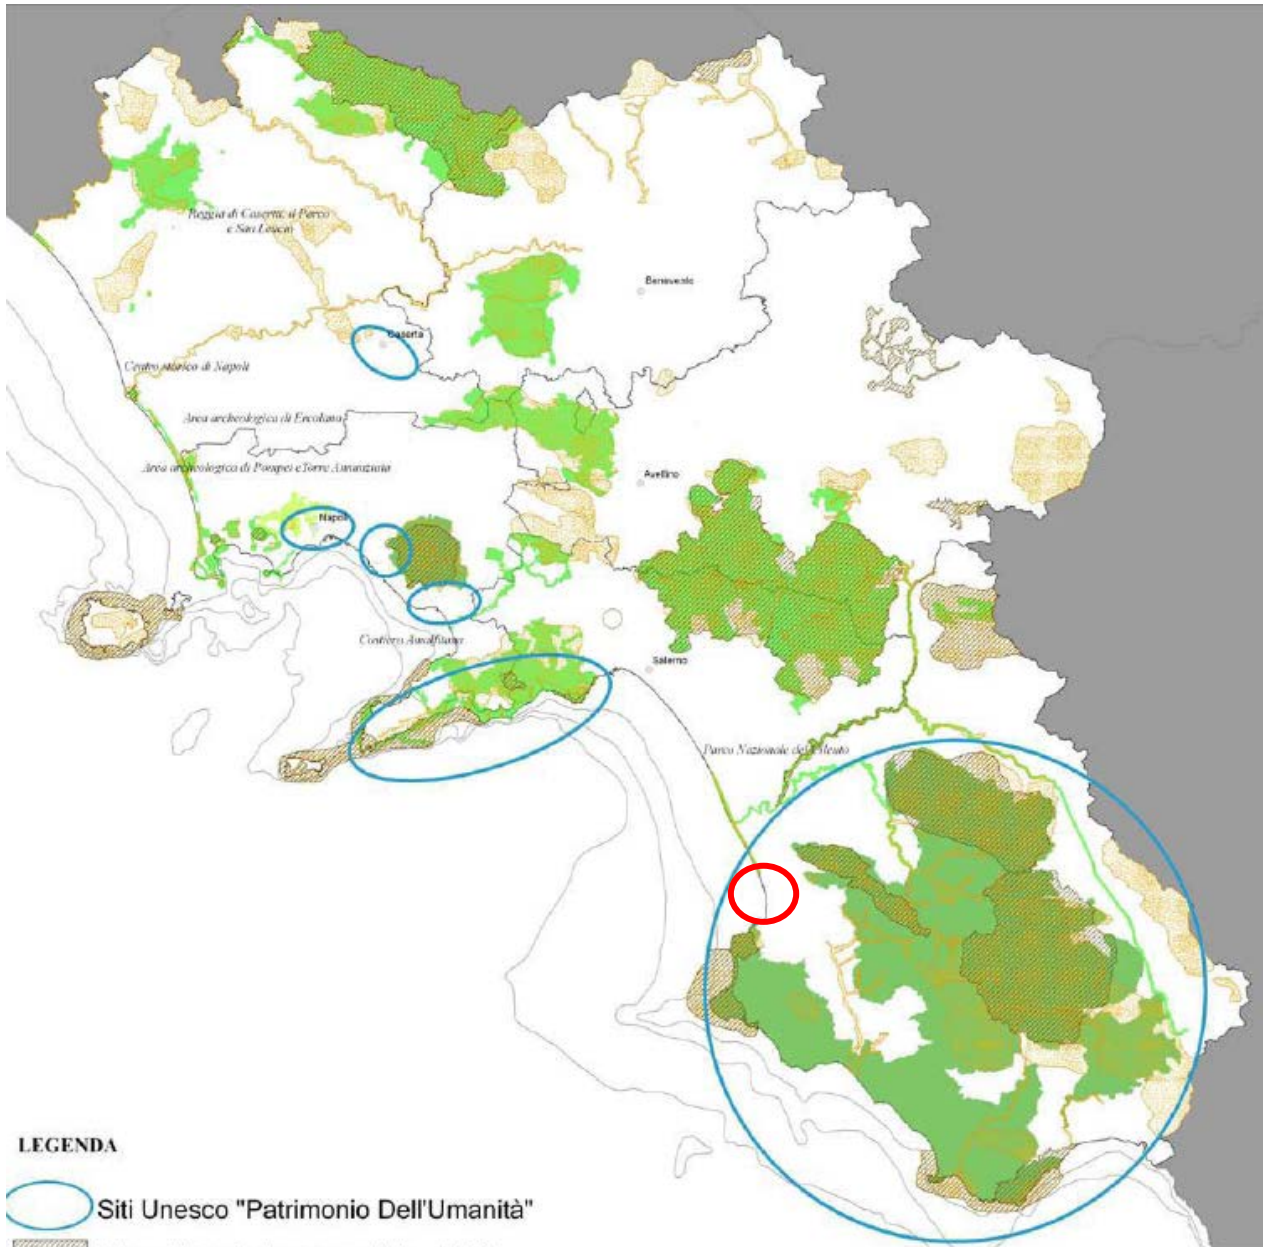 Reggia di Caserta, il Parco
e San Leucio
Benevento
Caserta
Centro storico di Napoli
Area archeologica di Ercolano
Area archeologica di Pompei e Torre Annunziata
Avellino
Napoli
Costiera Amalfitana
Salerno
Parco Nazionale del Cilento
LEGENDA
Siti Unesco "Patrimonio Dell'Umanità"